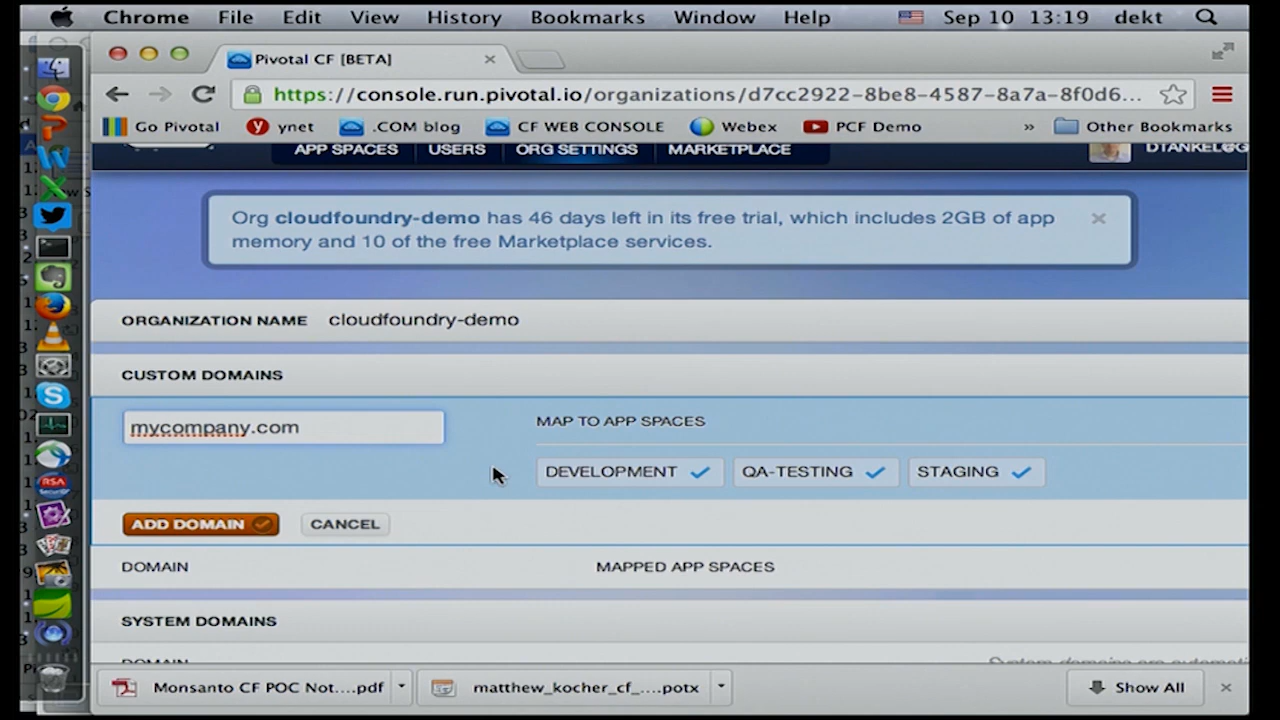 Chrome File Edit View History Bookmarks Window Help Sep 10 13:19 dekt
Pivotal CF [BETA]
https://console.run.pivotal.io/organizations/d7cc2922-8be8-4587-8a7a-8f0d6...
Go Pivotal ynet .COM blog CF WEB CONSOLE Webex PCF Demo » Other Bookmarks
APP SPACES USERS ORG SETTINGS MARKETPLACE
Org cloudfoundry-demo has 46 days left in its free trial, which includes 2GB of app
memory and 10 of the free Marketplace services.
ORGANIZATION NAME cloudfoundry-demo
CUSTOM DOMAINS
mycompany.com
MAP TO APP SPACES
DEVELOPMENT QA-TESTING STAGING
ADD DOMAIN CANCEL
DOMAIN MAPPED APP SPACES
SYSTEM DOMAINS
DOMAIN
Monsanto CF POC Not....pdf matthew_kocher_cf_....potx Show All